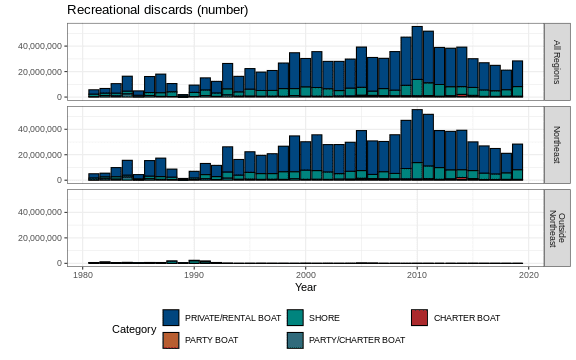 Recreational discards (number)
40,000,000
20,000,000
0
All Regions
40,000,000
20,000,000
0
Northeast
40,000,000
20,000,000
0
Outside
Northeast
1980
1990
2000
2010
2020
Year
Category
PRIVATE/RENTAL BOAT
SHORE
CHARTER BOAT
PARTY BOAT
PARTY/CHARTER BOAT